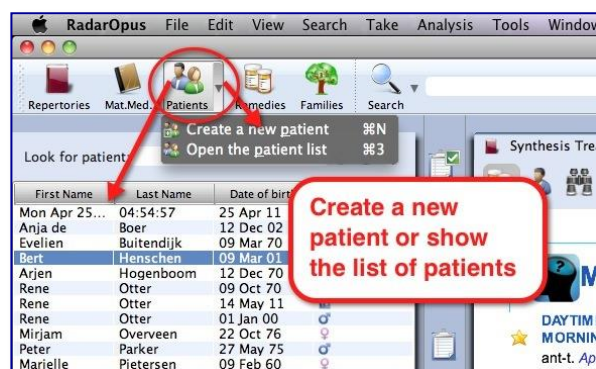 RadarOpus File Edit View Search Take Analysis Tools Window
Repertories Mat.Med. Patients Remedies Families Search
Create a new patient ⌘N
Open the patient list ⌘3
Look for patient:
Synthesis Trea
First Name Last Name Date of birt
Mon Apr 25... 04:54:57 25 Apr 11
Anja de Boer 12 Dec 02
Evelien Buitendijk 09 Mar 70
Bert Henschen 09 Mar 01
Arjen Hogenboom 12 Dec 70
Rene Otter 09 Oct 70
Rene Otter 14 May 11
Rene Otter 01 Jan 00
Mirjam Overveen 22 Oct 76
Peter Parker 27 May 75
Marielle Pietersen 09 Feb 60
Create a new
patient or show
the list of patients
M
DAYTIM
MORNIN
ant-t. Ap